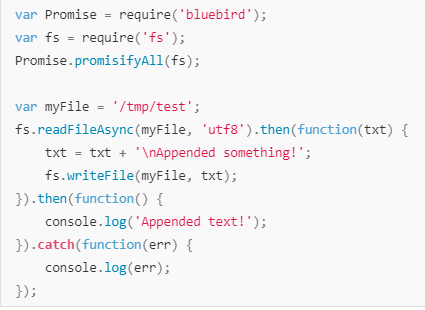 var Promise = require('bluebird');
var fs = require('fs');
Promise.promisifyAll(fs);

var myFile = '/tmp/test';
fs.readFileAsync(myFile, 'utf8').then(function(txt) {
    txt = txt + '\nAppended something!';
    fs.writeFile(myFile, txt);
}).then(function() {
    console.log('Appended text!');
}).catch(function(err) {
    console.log(err);
});